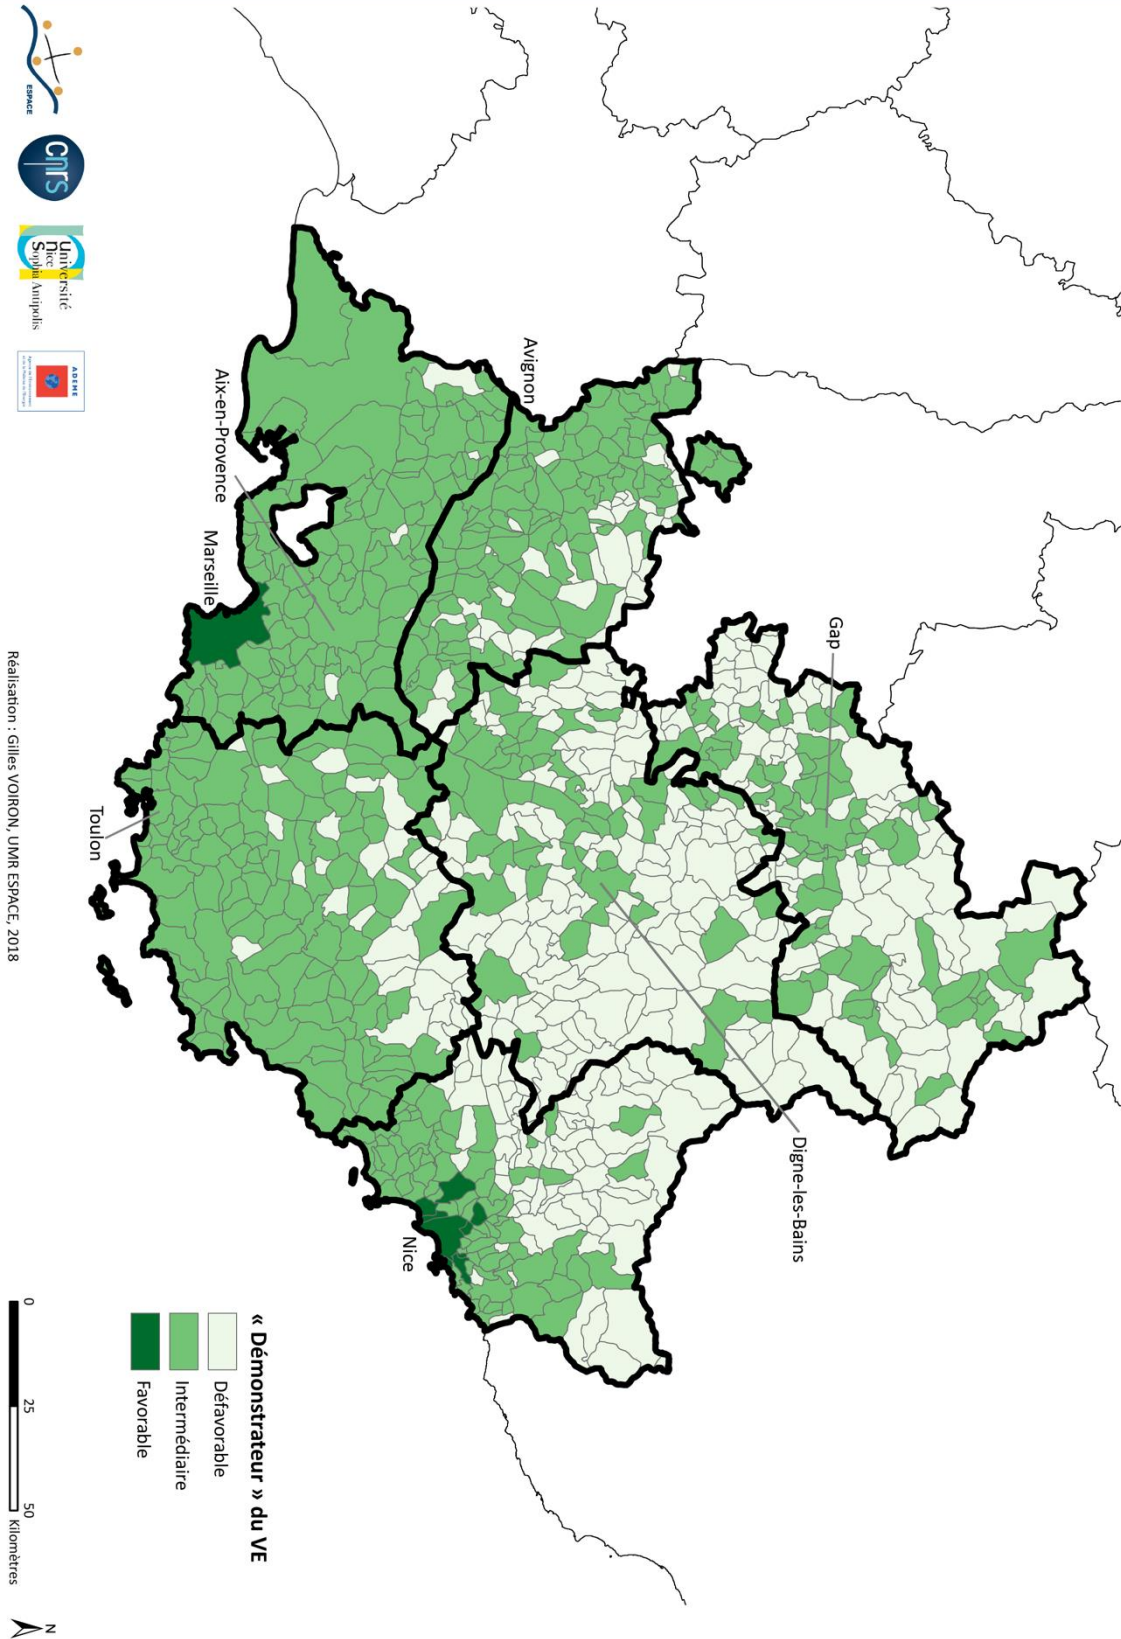 Gap
Avignon
Digne-les-Bains
Aix-en-Provence
Marseille
Nice
Toulon
« Démonstrateur » du VE
Défavorable
Intermédiaire
Favorable
0 25 50 Kilomètres
N
ESPACE
cnrs
Université
Nice
Sophia Antipolis
ADEME
Réalisation : Gilles VOIRON, UMR ESPACE, 2018